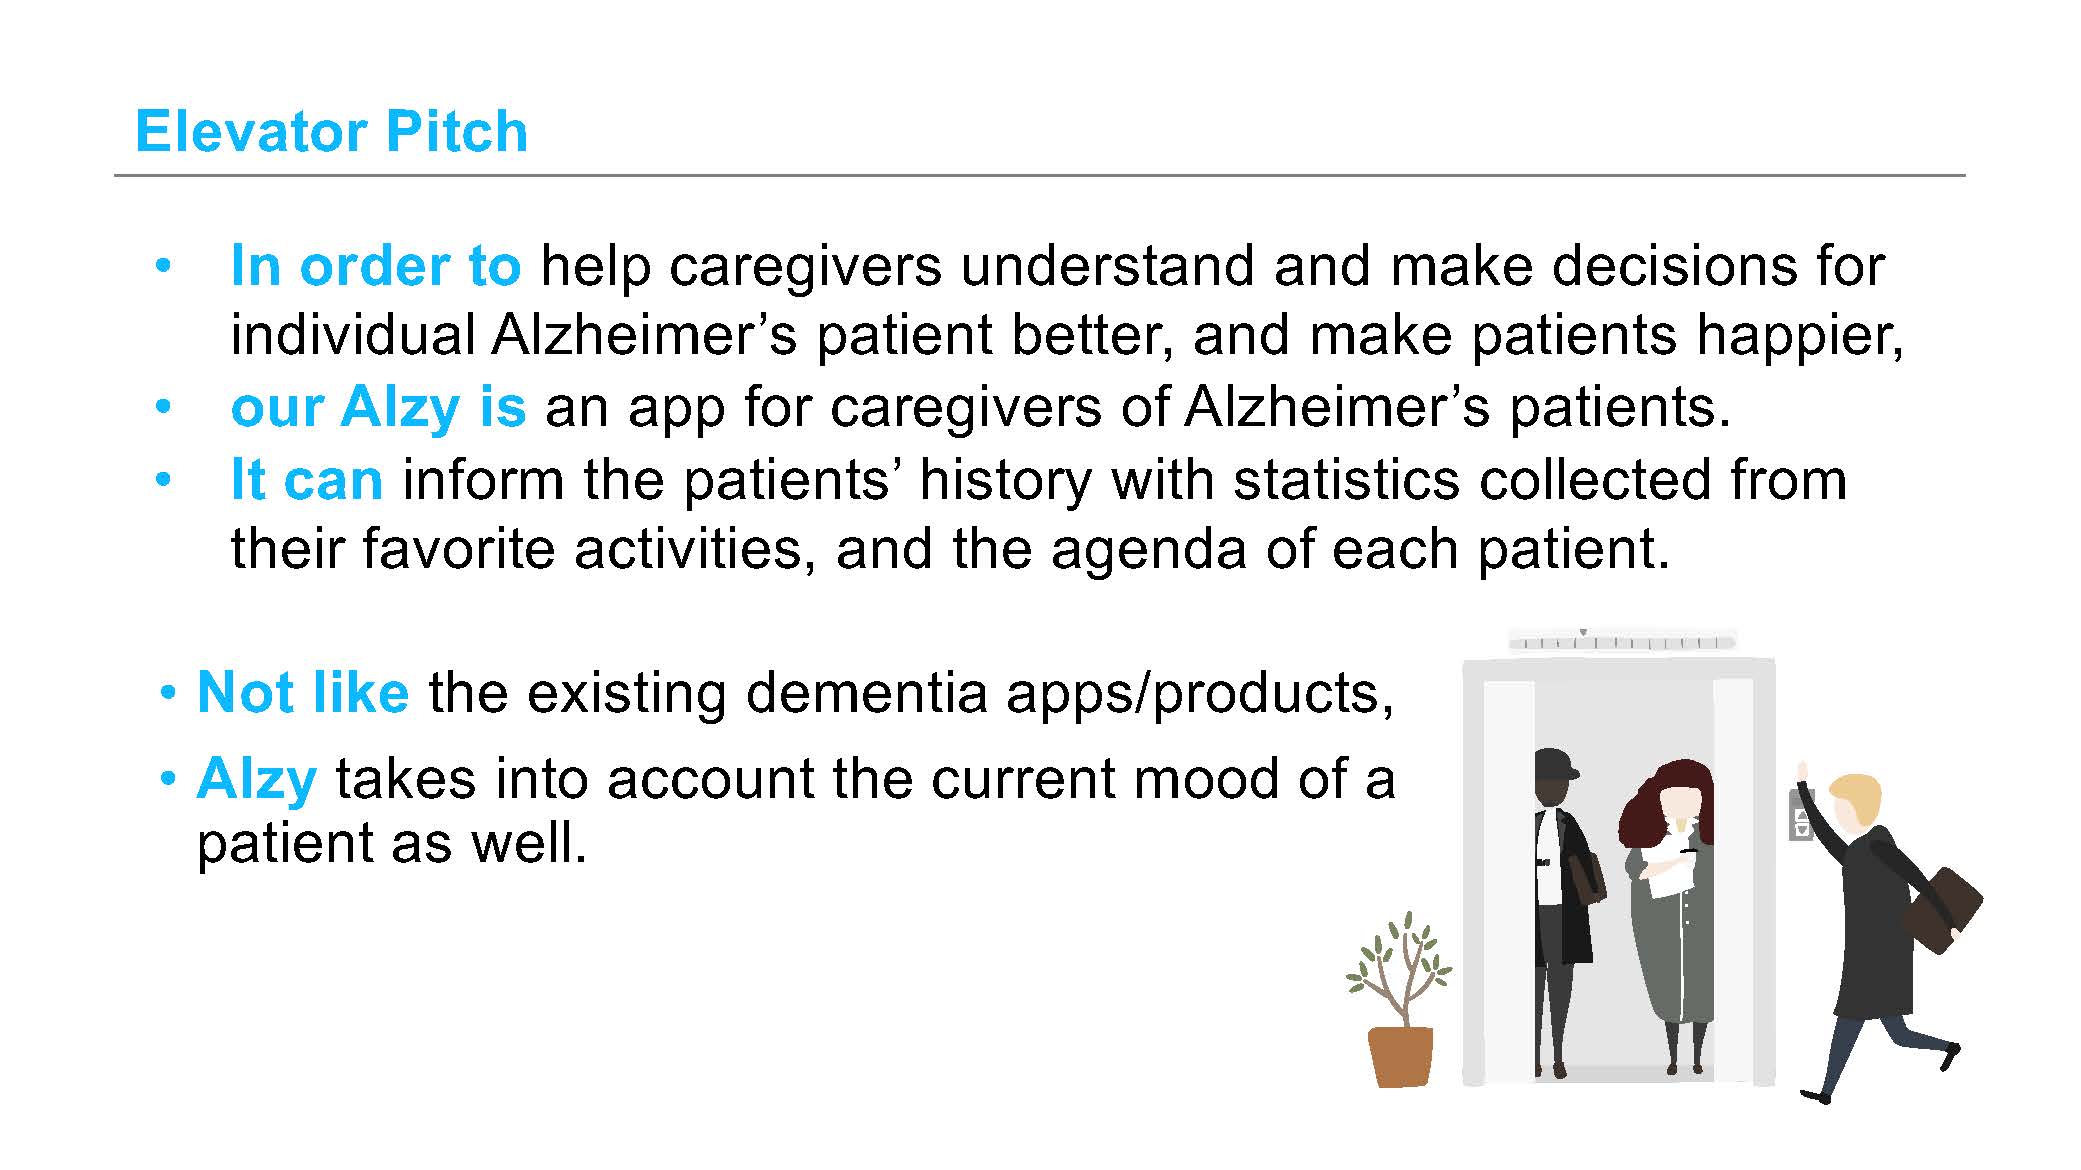 Elevator Pitch
• In order to help caregivers understand and make decisions for
individual Alzheimer’s patient better, and make patients happier,
• our Alzy is an app for caregivers of Alzheimer’s patients.
• It can inform the patients’ history with statistics collected from
their favorite activities, and the agenda of each patient.
• Not like the existing dementia apps/products,
• Alzy takes into account the current mood of a
patient as well.